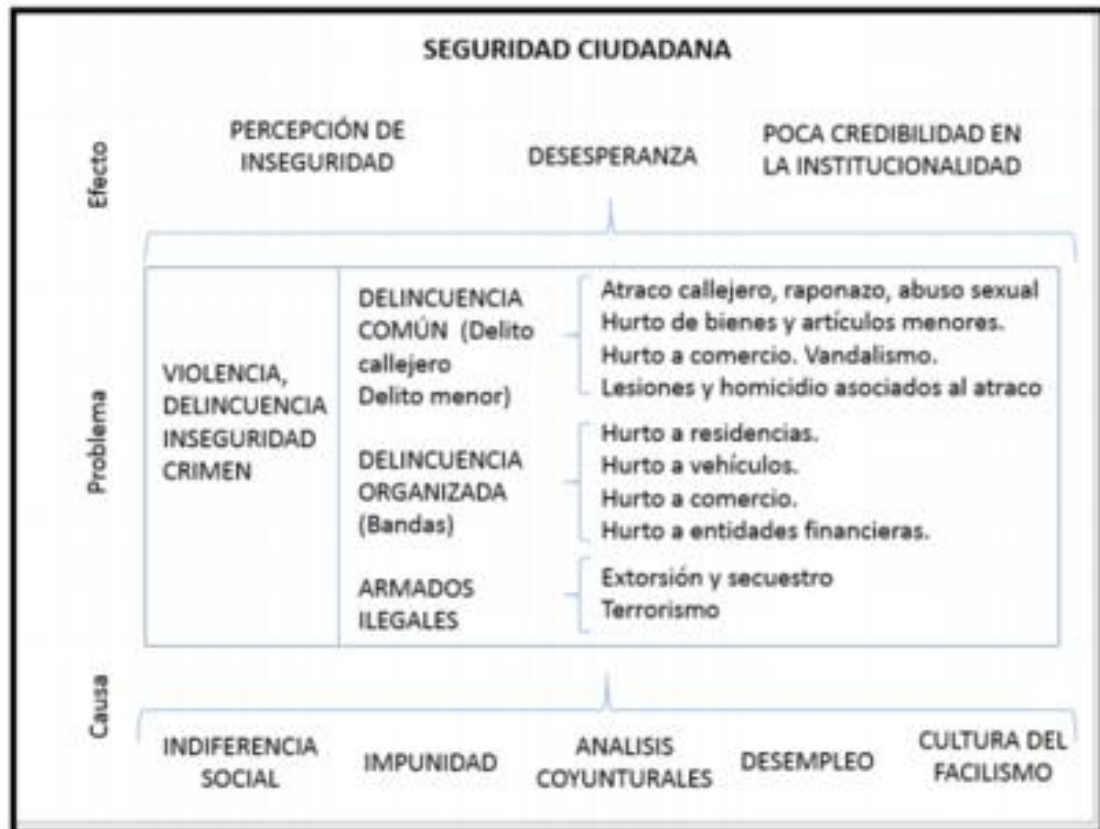 SEGURIDAD CIUDADANA
Efecto
PERCEPCIÓN DE
INSEGURIDAD
DESESPERANZA
POCA CREDIBILIDAD EN
LA INSTITUCIONALIDAD
Problema
VIOLENCIA,
DELINCUENCIA
INSEGURIDAD
CRIMEN
DELINCUENCIA
COMÚN (Delito
callejero
Delito menor)
Atraco callejero, raponazo, abuso sexual
Hurto de bienes y artículos menores.
Hurto a comercio. Vandalismo.
Lesiones y homicidio asociados al atraco
DELINCUENCIA
ORGANIZADA
(Bandas)
Hurto a residencias.
Hurto a vehículos.
Hurto a comercio.
Hurto a entidades financieras.
ARMADOS
ILEGALES
Extorsión y secuestro
Terrorismo
Causa
INDIFERENCIA
SOCIAL
IMPUNIDAD
ANALISIS
COYUNTURALES
DESEMPLEO
CULTURA DEL
FACILISMO